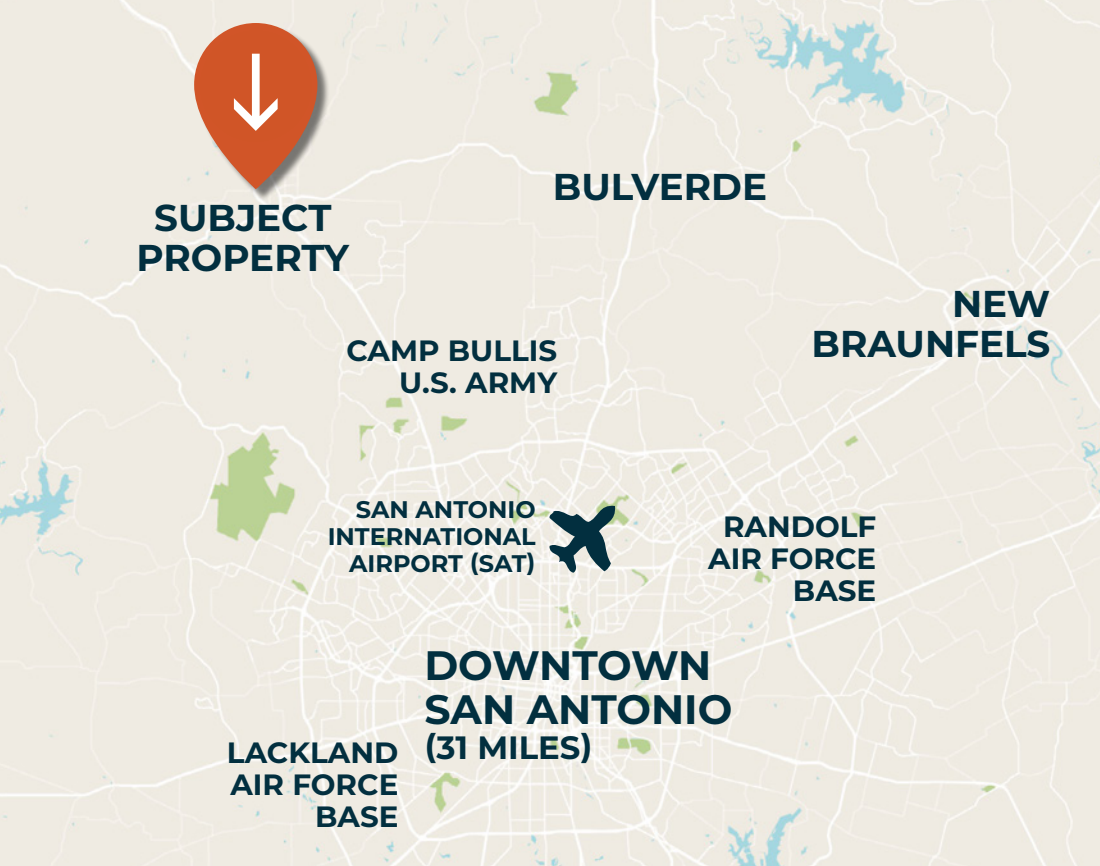 SUBJECT
PROPERTY
BULVERDE
NEW
BRAUNFELS
CAMP BULLIS
U.S. ARMY
SAN ANTONIO
INTERNATIONAL
AIRPORT (SAT)
RANDOLF
AIR FORCE
BASE
DOWNTOWN
SAN ANTONIO
(31 MILES)
LACKLAND
AIR FORCE
BASE